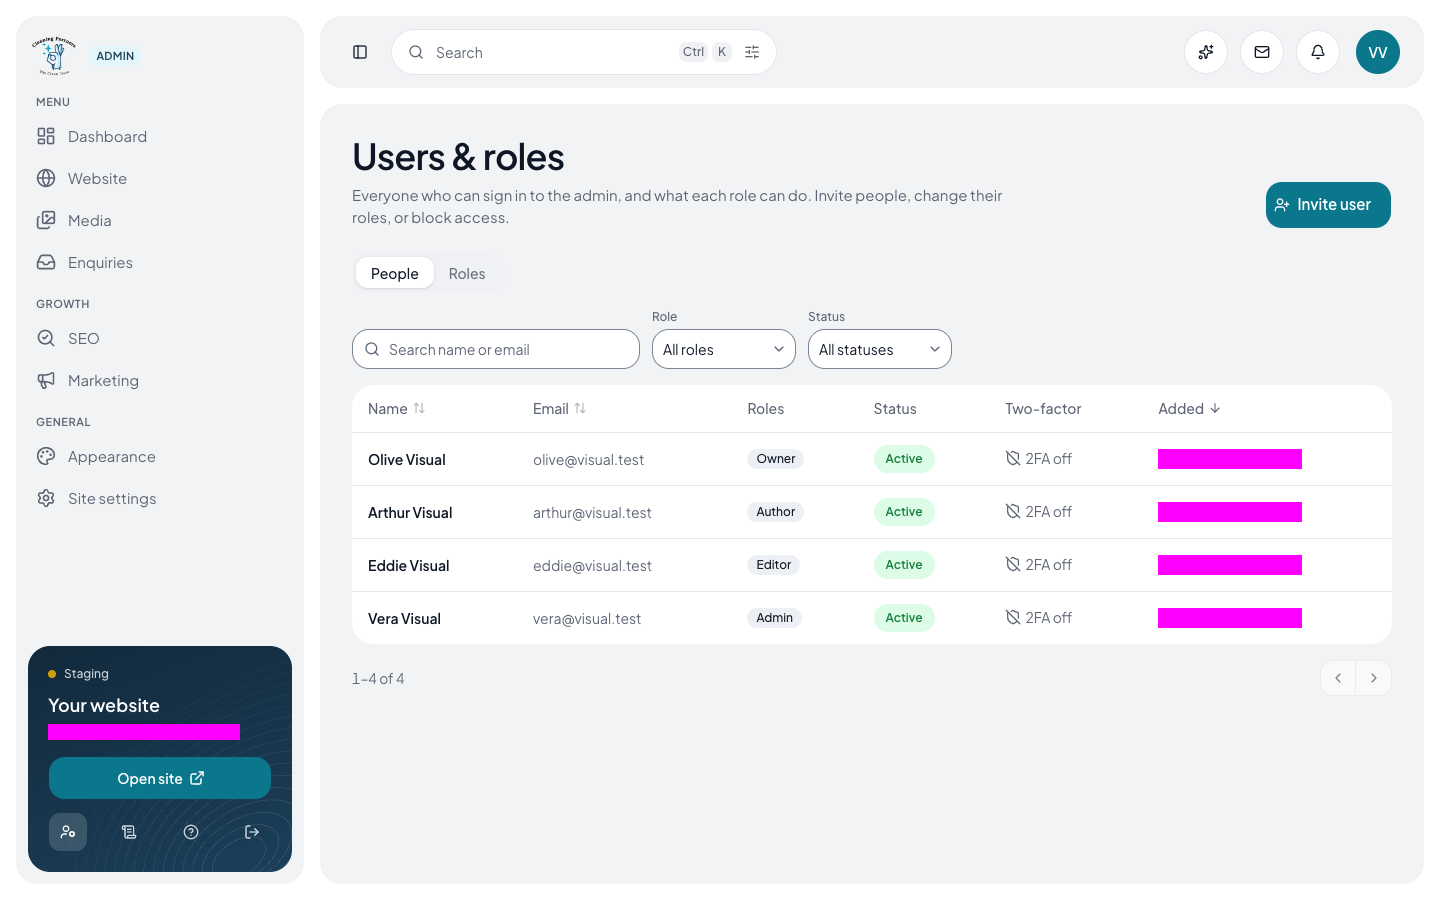 Cleaning Partners
The Clean Team
ADMIN
MENU
Dashboard
Website
Media
Enquiries
GROWTH
SEO
Marketing
GENERAL
Appearance
Site settings
Staging
Your website
Open site
Search
Ctrl K
VV
Users & roles
Everyone who can sign in to the admin, and what each role can do. Invite people, change their
roles, or block access.
Invite user
People Roles
Role Status
Search name or email All roles All statuses
Name Email Roles Status Two-factor Added
Olive Visual olive@visual.test Owner Active 2FA off
Arthur Visual arthur@visual.test Author Active 2FA off
Eddie Visual eddie@visual.test Editor Active 2FA off
Vera Visual vera@visual.test Admin Active 2FA off
1–4 of 4